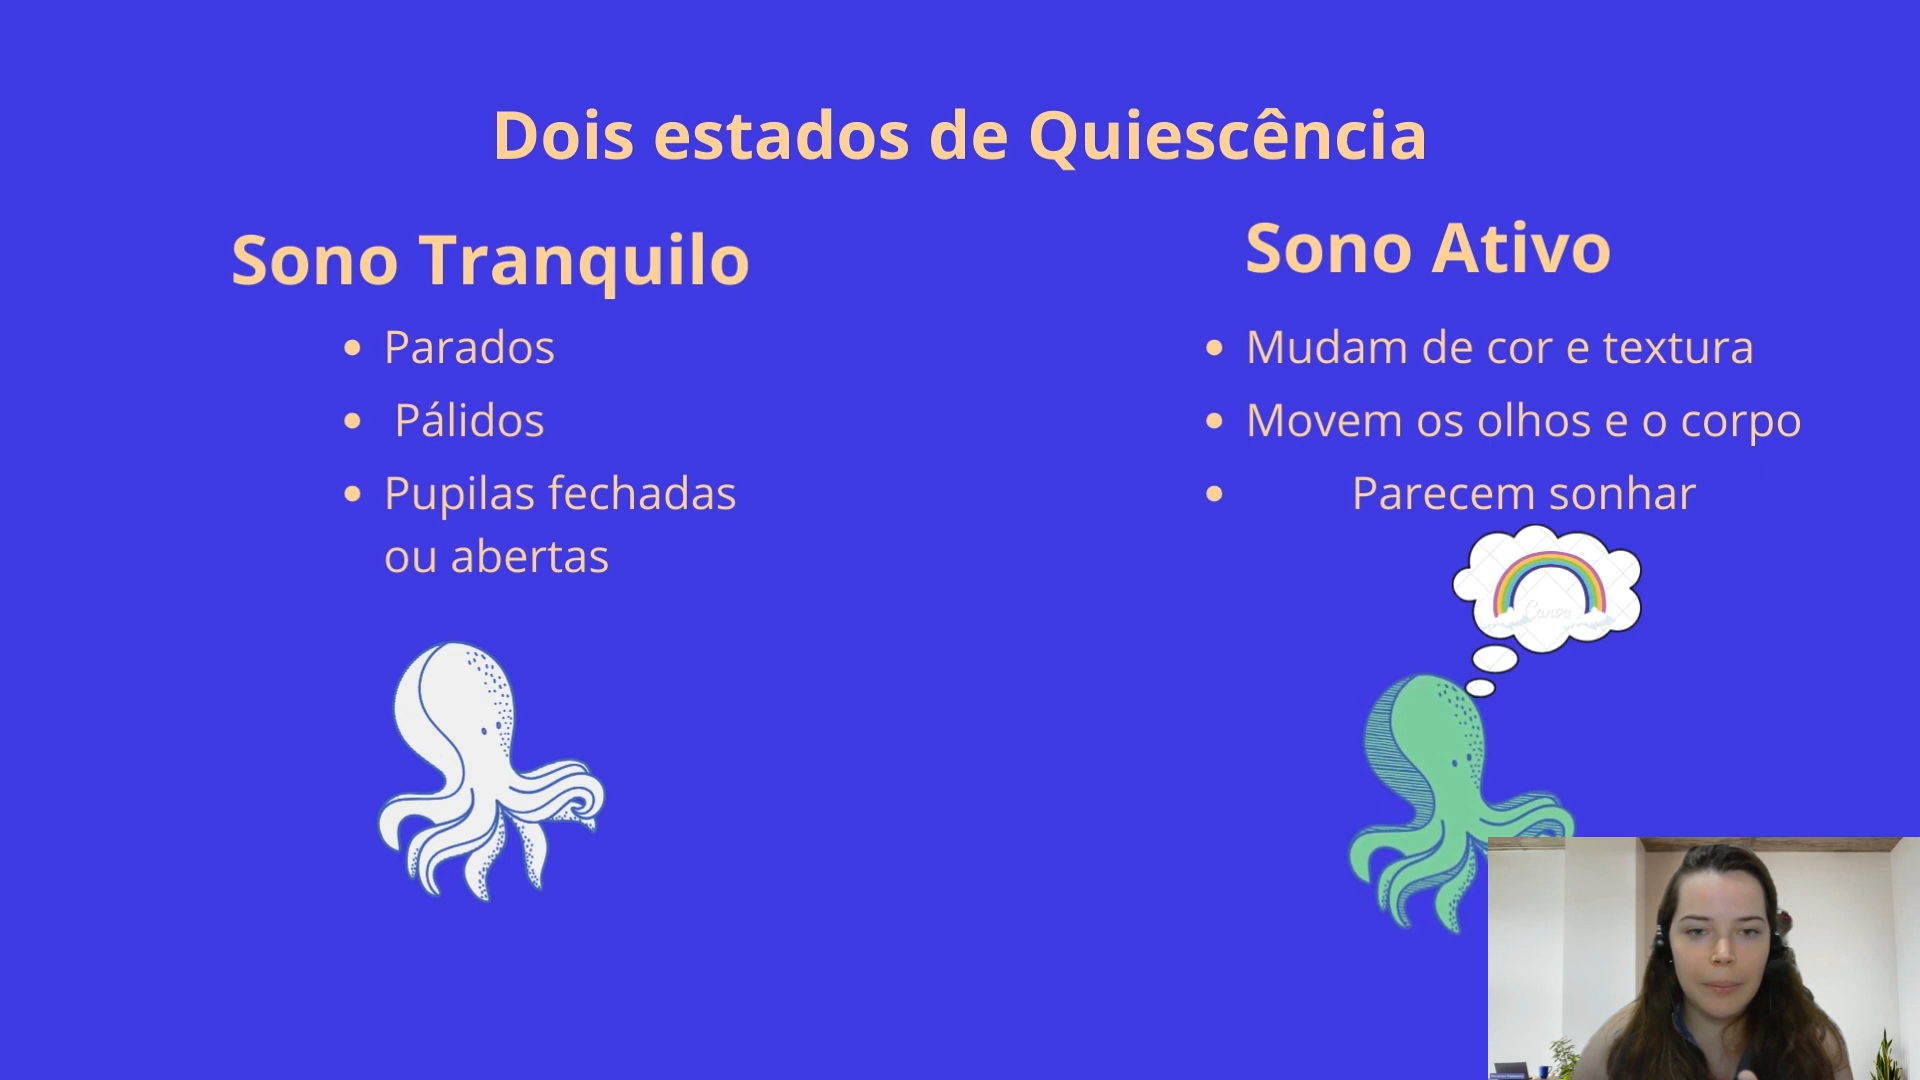 Dois estados de Quiescência
Sono Tranquilo
• Parados
• Pálidos
• Pupilas fechadas
ou abertas
Sono Ativo
• Mudam de cor e textura
• Movem os olhos e o corpo
• Parecem sonhar
Canva